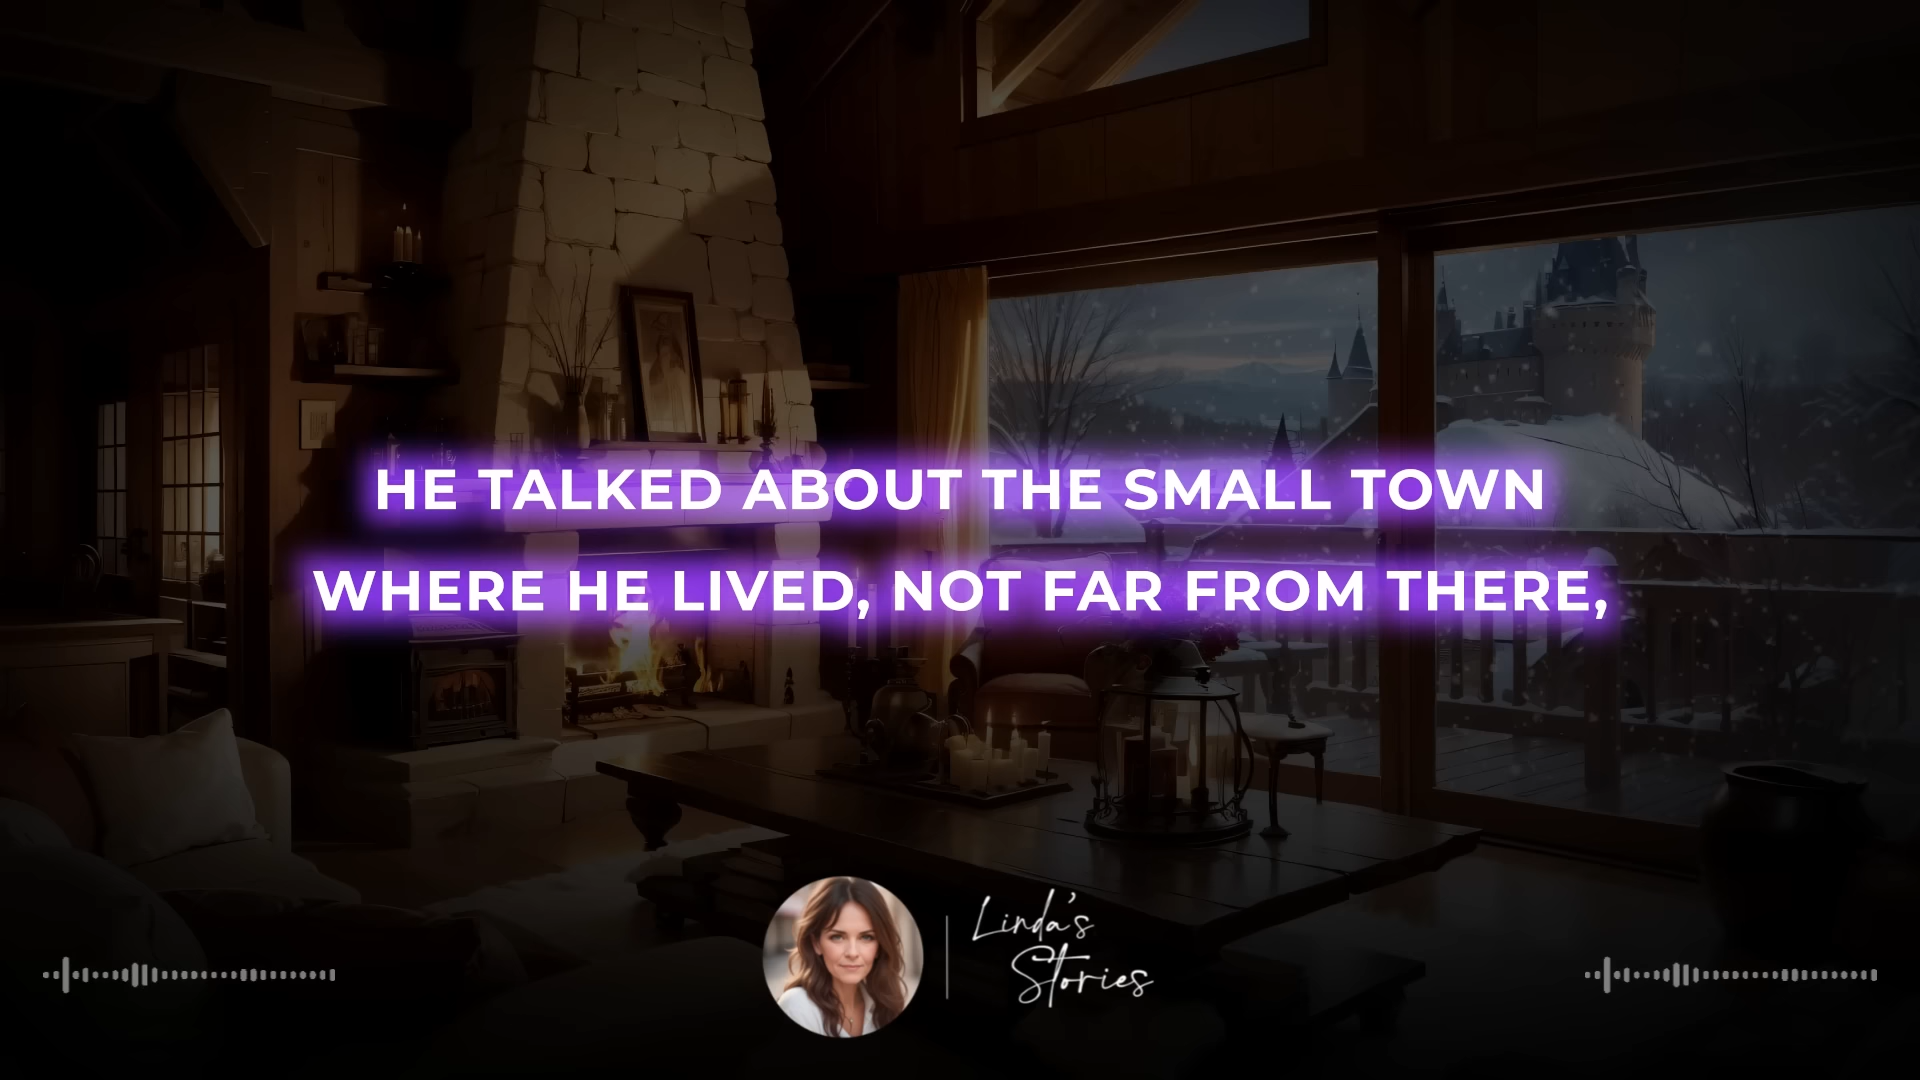 HE TALKED ABOUT THE SMALL TOWN
WHERE HE LIVED, NOT FAR FROM THERE,
Linda's
Stories